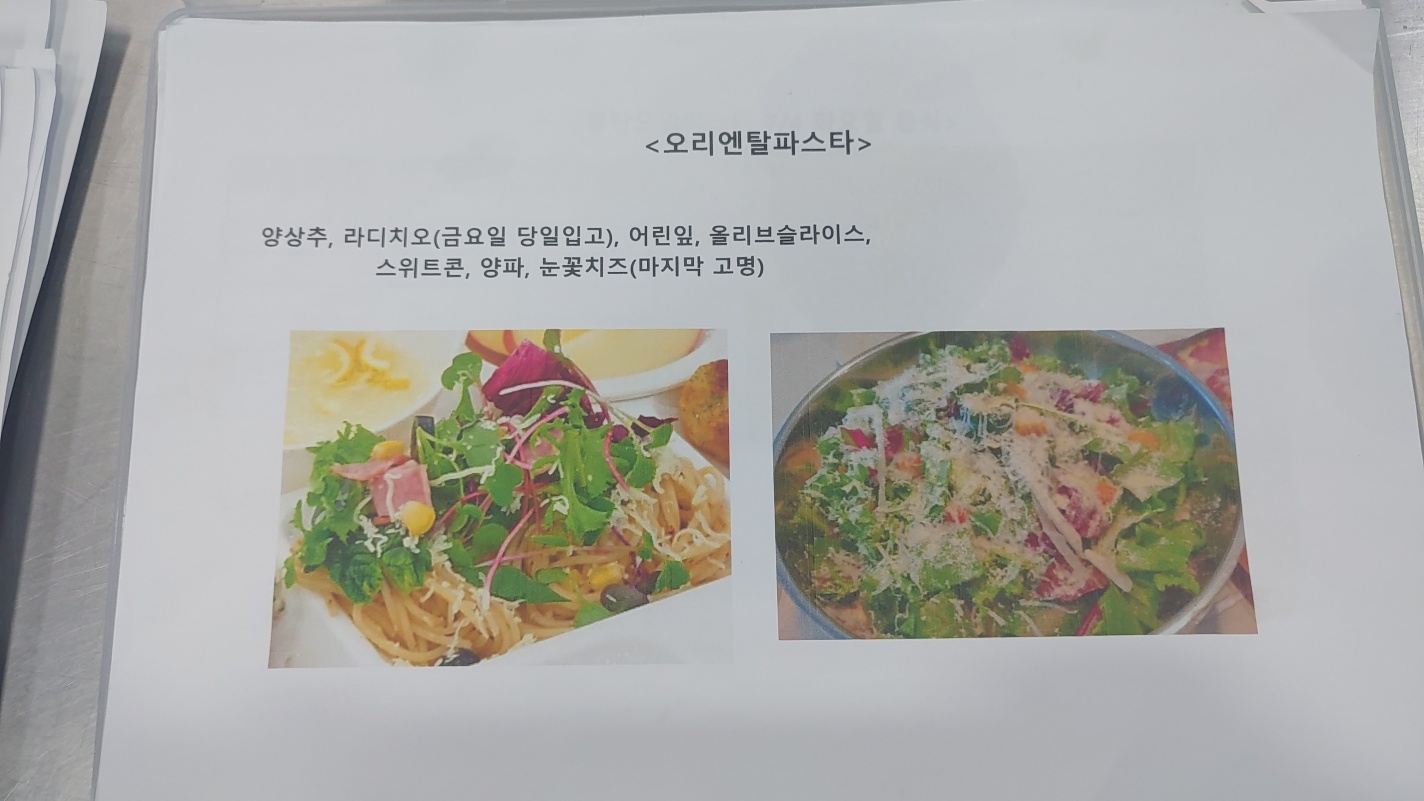 <오리엔탈파스타>
양상추, 라디치오(금요일 당일입고), 어린잎, 올리브슬라이스,
스위트콘, 양파, 눈꽃치즈(마지막 고명)